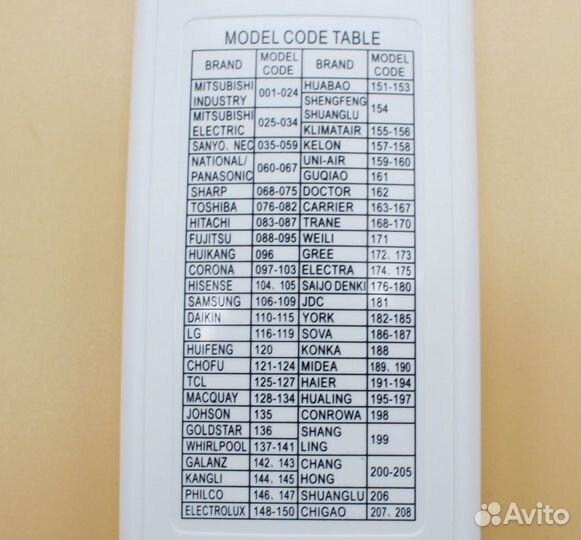 MODEL CODE TABLE
BRAND MODEL CODE BRAND MODEL CODE
MITSUBISHI INDUSTRY 001-024 HUABAO 151-153
SHENGFENG SHUANGLU 154
MITSUBISHI ELECTRIC 025-034 KLIMATAIR 155-156
SANYO. NEC 035-059 KELON 157-158
NATIONAL/ PANASONIC 060-067 UNI-AIR 159-160
GUQIAO 161
SHARP 068-075 DOCTOR 162
TOSHIBA 076-082 CARRIER 163-167
HITACHI 083-087 TRANE 168-170
FUJITSU 088-095 WEILI 171
HUIKANG 096 GREE 172. 173
CORONA 097-103 ELECTRA 174. 175
HISENSE 104. 105 SAIJO DENKI 176-180
SAMSUNG 106-109 JDC 181
DAIKIN 110-115 YORK 182-185
LG 116-119 SOVA 186-187
HUIFENG 120 KONKA 188
CHOFU 121-124 MIDEA 189. 190
TCL 125-127 HAIER 191-194
MACQUAY 128-134 HUALING 195-197
JOHSON 135 CONROWA 198
GOLDSTAR 136 SHANG LING 199
WHIRLPOOL 137-141
GALANZ 142. 143 CHANG HONG 200-205
KANGLI 144. 145
PHILCO 146. 147 SHUANGLU 206
ELECTROLUX 148-150 CHIGAO 207. 208
Avito